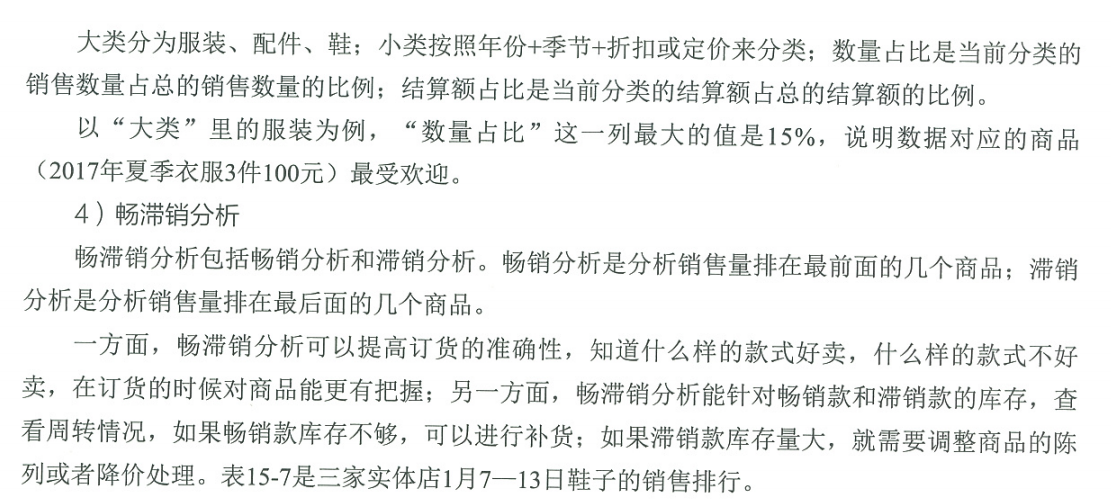 大类分为服装、配件、鞋；小类按照年份+季节+折扣或定价来分类；数量占比是当前分类的
销售数量占总的销售数量的比例；结算额占比是当前分类的结算额占总的结算额的比例。
以“大类”里的服装为例，“数量占比”这一列最大的值是15%，说明数据对应的商品
（2017年夏季衣服3件100元）最受欢迎。
4）畅滞销分析
畅滞销分析包括畅销分析和滞销分析。畅销分析是分析销售量排在最前面的几个商品；滞销
分析是分析销售量排在最后面的几个商品。
一方面，畅滞销分析可以提高订货的准确性，知道什么样的款式好卖，什么样的款式不好
卖，在订货的时候对商品能更有把握；另一方面，畅滞销分析能针对畅销款和滞销款的库存，查
看周转情况，如果畅销款库存不够，可以进行补货；如果滞销款库存量大，就需要调整商品的陈
列或者降价处理。表15-7是三家实体店1月7—13日鞋子的销售排行。